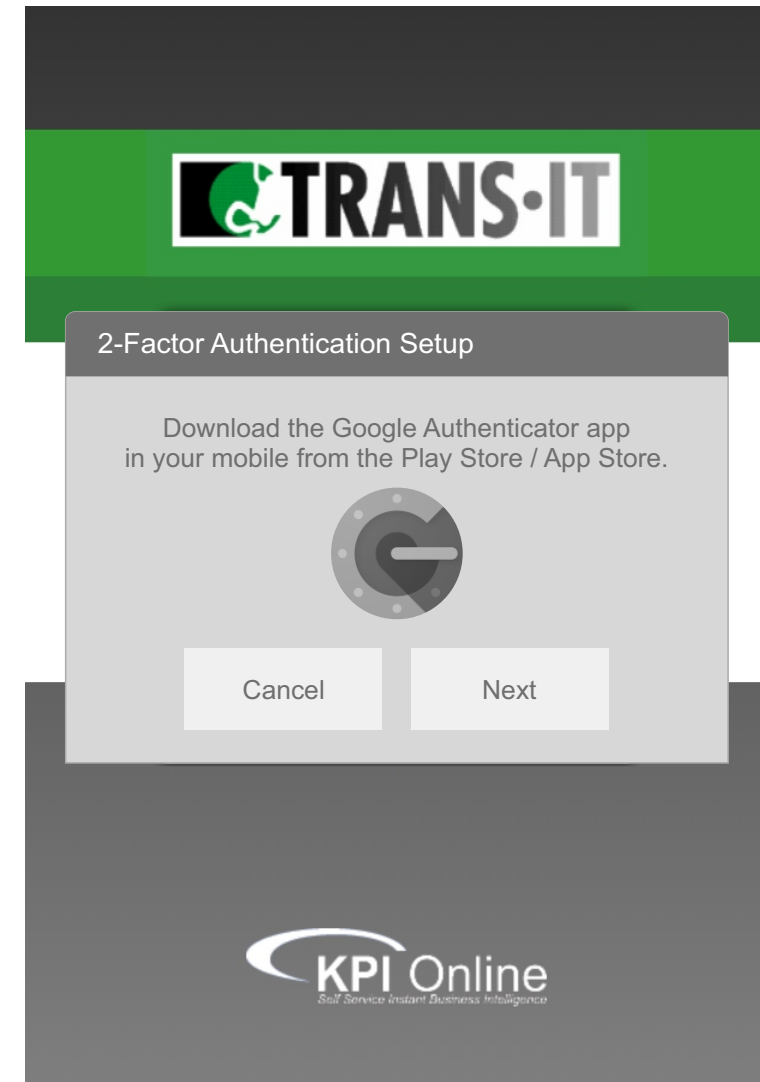 TRANS·IT
2-Factor Authentication Setup
Download the Google Authenticator app
in your mobile from the Play Store / App Store.
Cancel
Next
KPI Online
Self Service Instant Business Intelligence